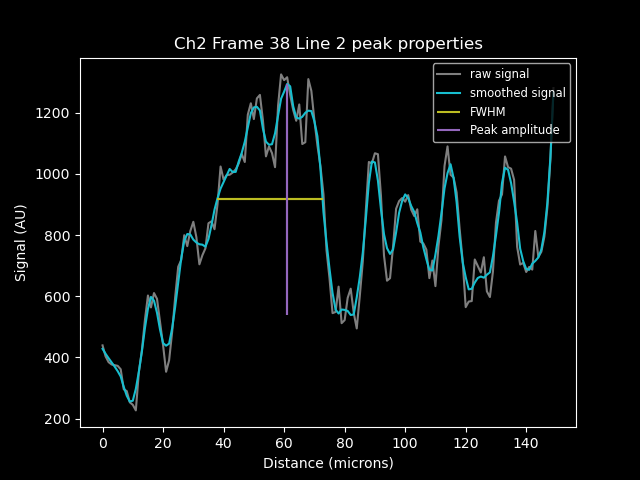 Ch2 Frame 38 Line 2 peak properties
raw signal
smoothed signal
FWHM
Peak amplitude
Signal (AU)
1200
1000
800
600
400
200
0 20 40 60 80 100 120 140
Distance (microns)